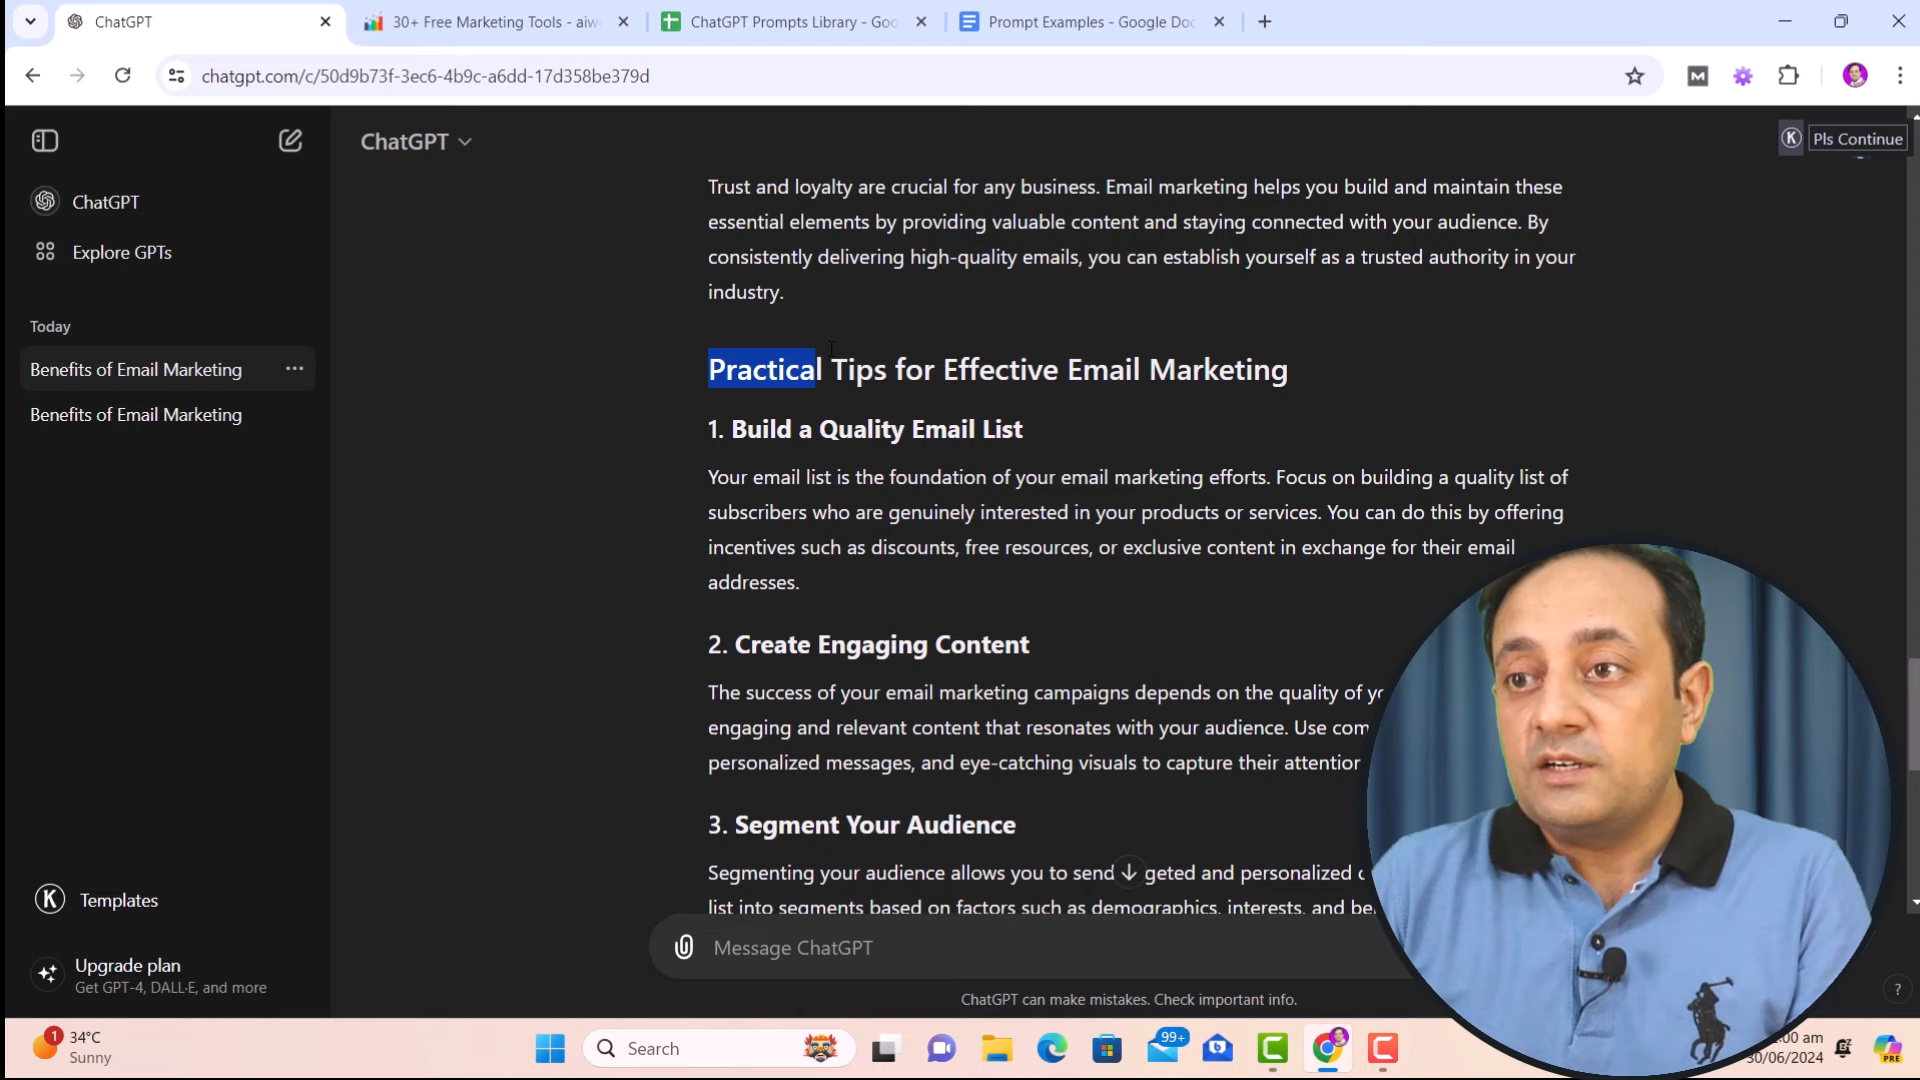 ChatGPT
30+ Free Marketing Tools - aiw
ChatGPT Prompts Library - Goo
Prompt Examples - Google Doc
chatgpt.com/c/50d9b73f-3ec6-4b9c-a6dd-17d358be379d
ChatGPT
K Pls Continue
ChatGPT
Explore GPTs
Today
Benefits of Email Marketing
Benefits of Email Marketing
Trust and loyalty are crucial for any business. Email marketing helps you build and maintain these
essential elements by providing valuable content and staying connected with your audience. By
consistently delivering high-quality emails, you can establish yourself as a trusted authority in your
industry.
Practical Tips for Effective Email Marketing
1. Build a Quality Email List
Your email list is the foundation of your email marketing efforts. Focus on building a quality list of
subscribers who are genuinely interested in your products or services. You can do this by offering
incentives such as discounts, free resources, or exclusive content in exchange for their email
addresses.
2. Create Engaging Content
The success of your email marketing campaigns depends on the quality of
engaging and relevant content that resonates with your audience. Use
personalized messages, and eye-catching visuals to capture their
3. Segment Your Audience
Segmenting your audience allows you to send geted and personalized
list into segments based on factors such as demographics, interests, and
Message ChatGPT
ChatGPT can make mistakes. Check important info.
?
K Templates
Upgrade plan
Get GPT-4, DALL·E, and more
1
34°C
Sunny
Search
99+
:00 am
30/06/2024
PRE